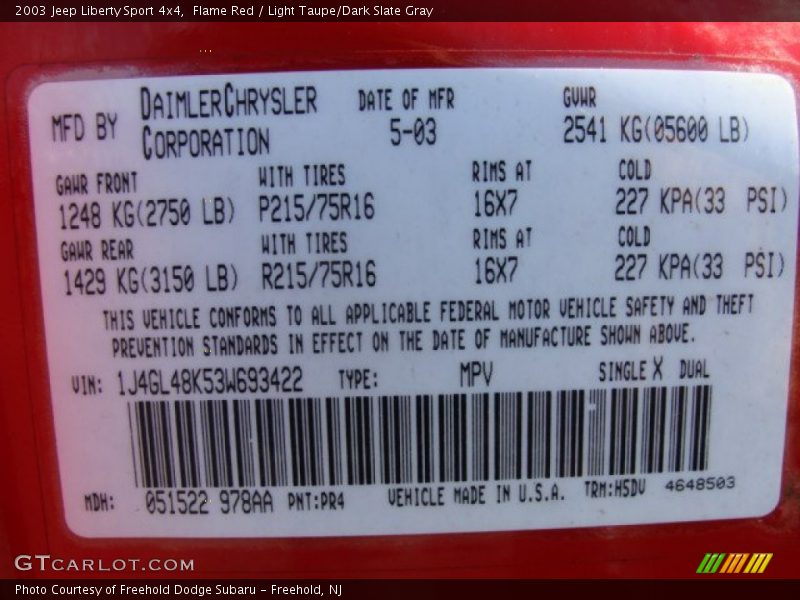 2003 Jeep Liberty Sport 4x4,  Flame Red / Light Taupe/Dark Slate Gray
MFD BY DAIMLERCHRYSLER CORPORATION DATE OF MFR 5-03 GVWR 2541 KG(05600 LB)
GAWR FRONT WITH TIRES RIMS AT COLD
1248 KG(2750 LB) P215/75R16 16X7 227 KPA(33 PSI)
GAWR REAR WITH TIRES RIMS AT COLD
1429 KG(3150 LB) R215/75R16 16X7 227 KPA(33 PSI)
THIS VEHICLE CONFORMS TO ALL APPLICABLE FEDERAL MOTOR VEHICLE SAFETY AND THEFT
PREVENTION STANDARDS IN EFFECT ON THE DATE OF MANUFACTURE SHOWN ABOVE.
VIN: 1J4GL48K53W693422 TYPE: MPV SINGLE X DUAL
MDH: 051522 978AA PNT:PR4 VEHICLE MADE IN U.S.A. TRM:H5DV 4648503
GTCARLOT.COM
Photo Courtesy of Freehold Dodge Subaru - Freehold, NJ